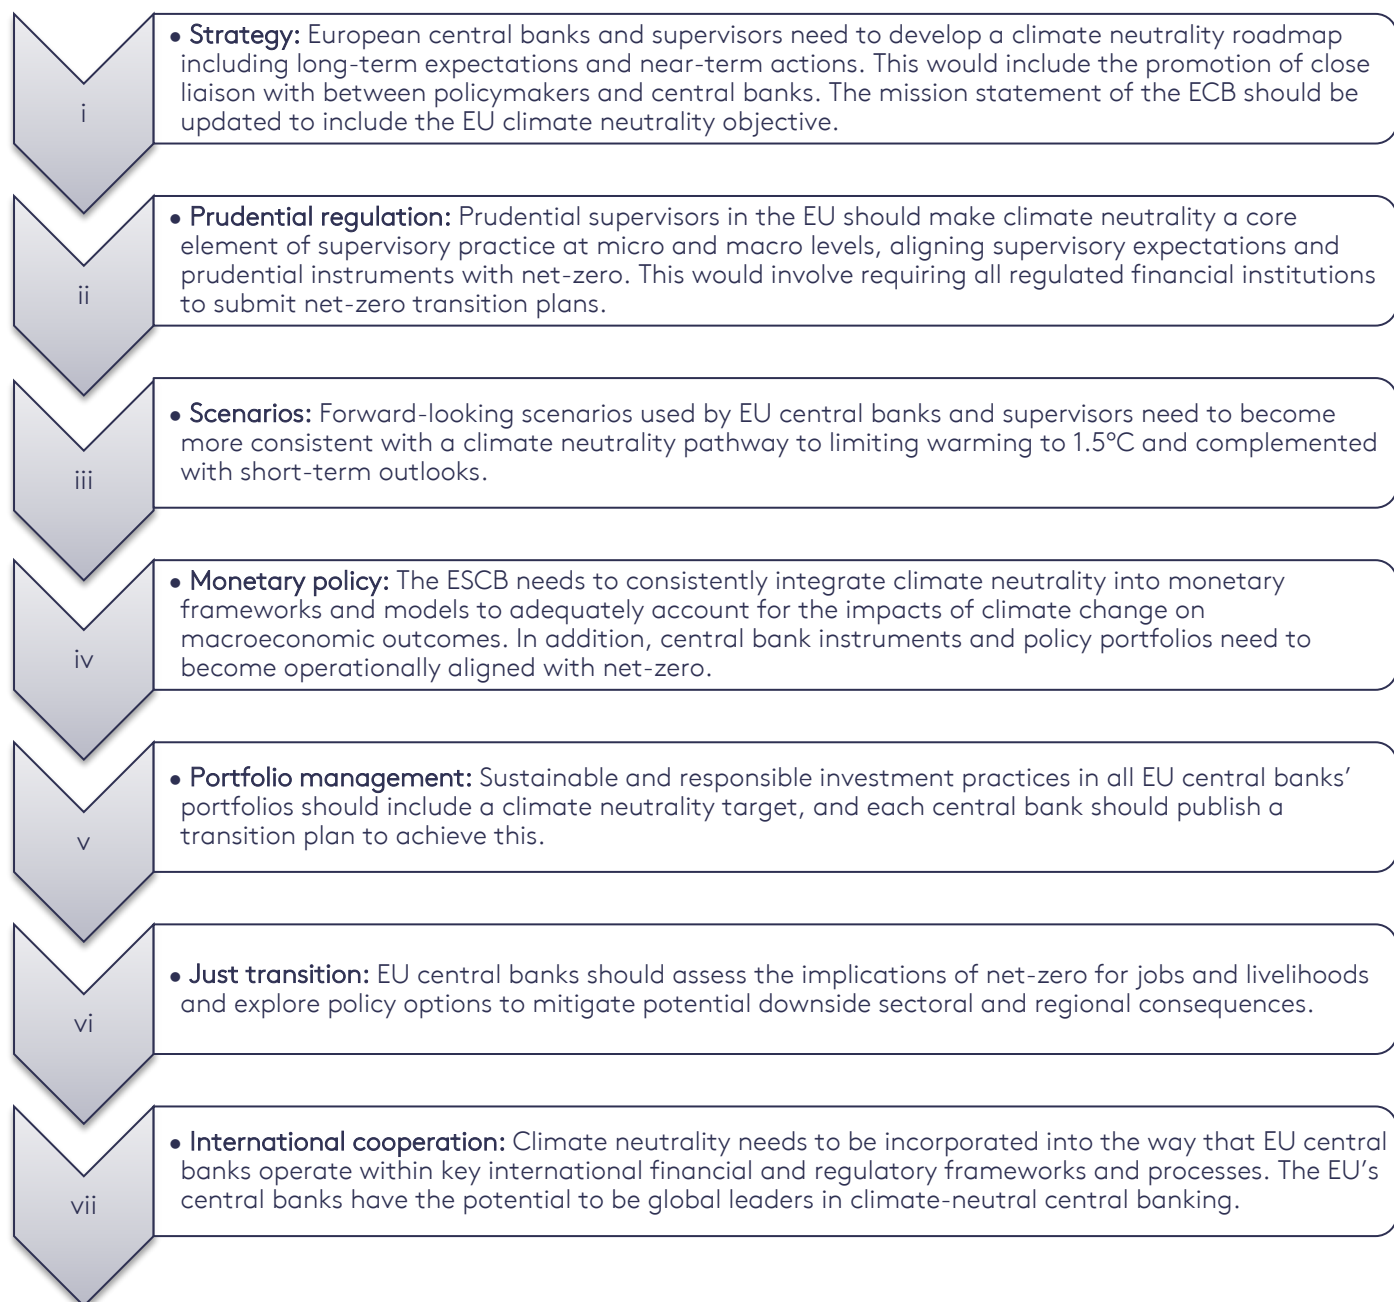 • Strategy: European central banks and supervisors need to develop a climate neutrality roadmap
including long-term expectations and near-term actions. This would include the promotion of close
liaison with between policymakers and central banks. The mission statement of the ECB should be
updated to include the EU climate neutrality objective.
i
• Prudential regulation: Prudential supervisors in the EU should make climate neutrality a core
element of supervisory practice at micro and macro levels, aligning supervisory expectations and
prudential instruments with net-zero. This would involve requiring all regulated financial institutions
to submit net-zero transition plans.
ii
• Scenarios: Forward-looking scenarios used by EU central banks and supervisors need to become
more consistent with a climate neutrality pathway to limiting warming to 1.5°C and complemented
with short-term outlooks.
iii
• Monetary policy: The ESCB needs to consistently integrate climate neutrality into monetary
frameworks and models to adequately account for the impacts of climate change on
macroeconomic outcomes. In addition, central bank instruments and policy portfolios need to
become operationally aligned with net-zero.
iv
• Portfolio management: Sustainable and responsible investment practices in all EU central banks’
portfolios should include a climate neutrality target, and each central bank should publish a
transition plan to achieve this.
v
• Just transition: EU central banks should assess the implications of net-zero for jobs and livelihoods
and explore policy options to mitigate potential downside sectoral and regional consequences.
vi
• International cooperation: Climate neutrality needs to be incorporated into the way that EU central
banks operate within key international financial and regulatory frameworks and processes. The EU’s
central banks have the potential to be global leaders in climate-neutral central banking.
vii